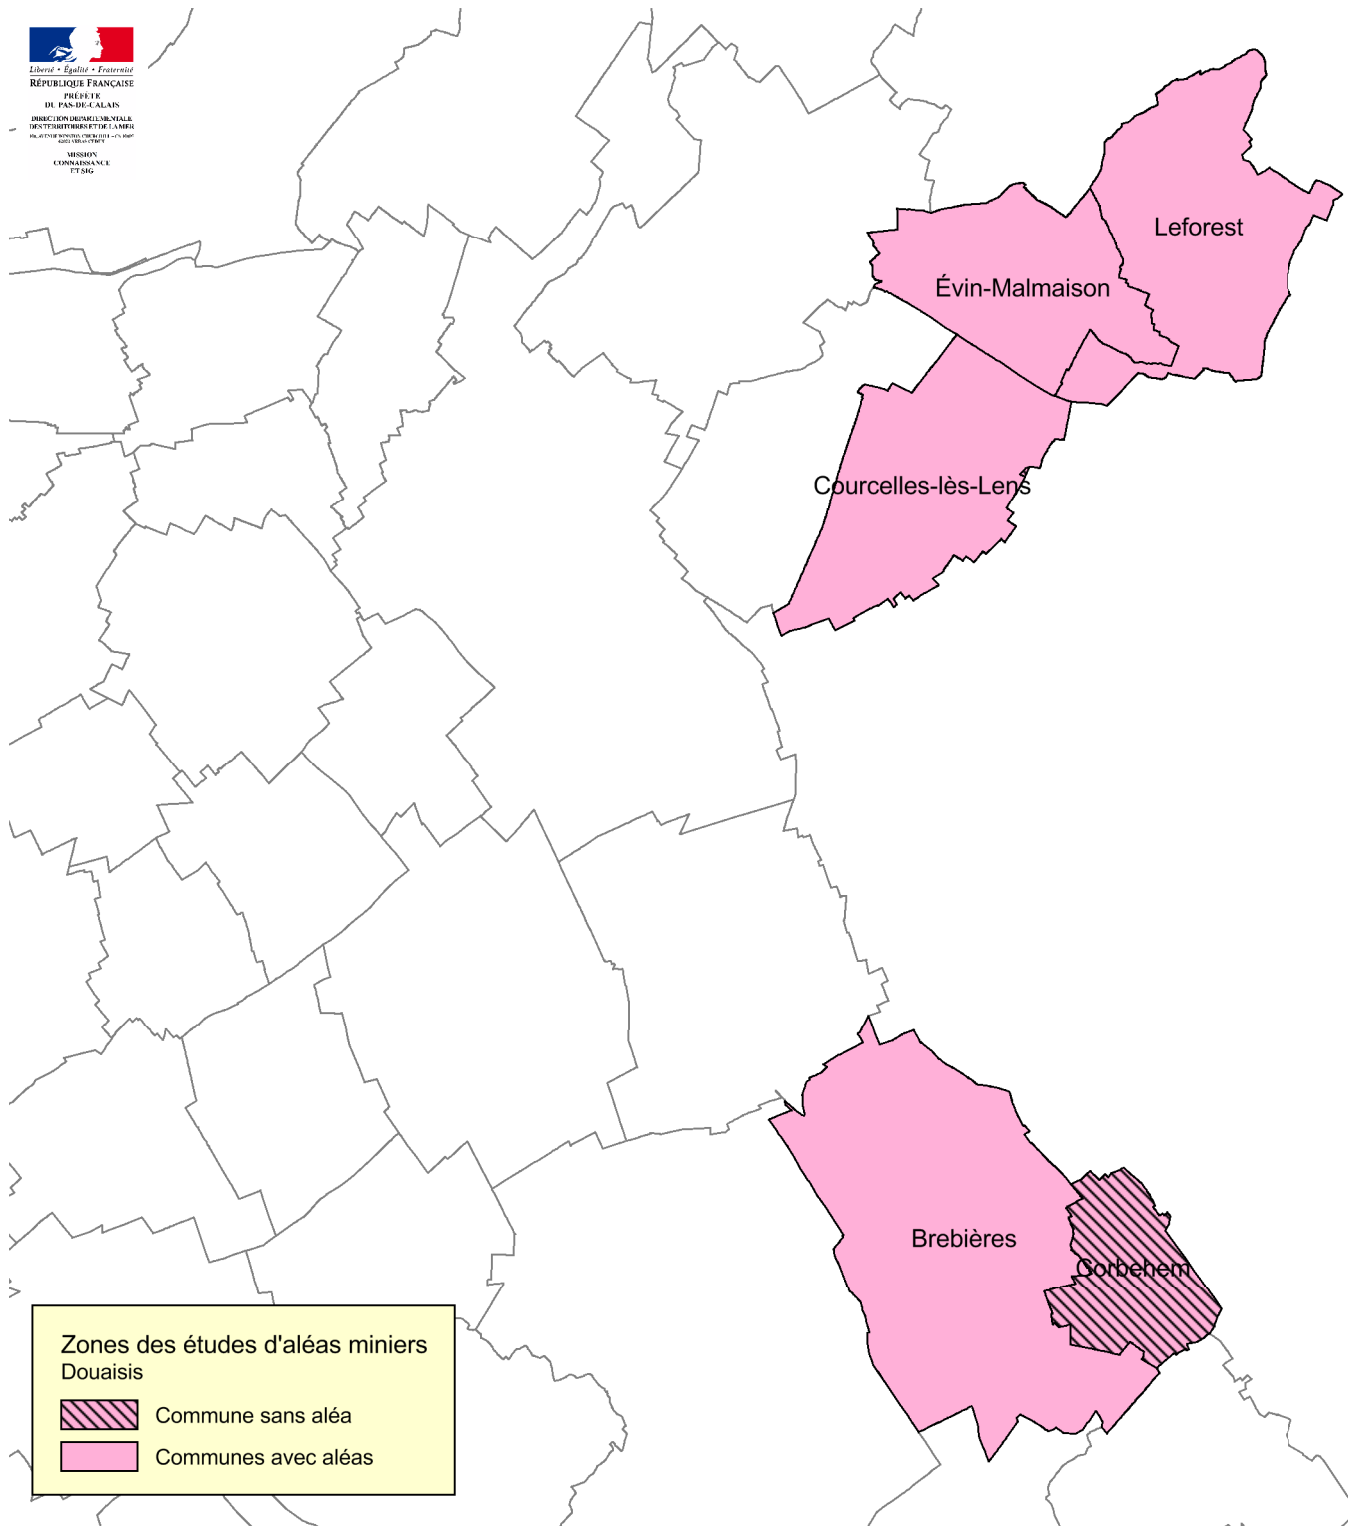 Liberté • Égalité • Fraternité
RÉPUBLIQUE FRANÇAISE
PRÉFÈTE
DU PAS-DE-CALAIS
DIRECTION DEPARTEMENTALE
DES TERRITOIRES ET DE LA MER
MISSION
CONNAISSANCE
ET SIG
Leforest
Évin-Malmaison
Courcelles-lès-Lens
Brebières
Corbehem
Zones des études d'aléas miniers
Douaisis
Commune sans aléa
Communes avec aléas